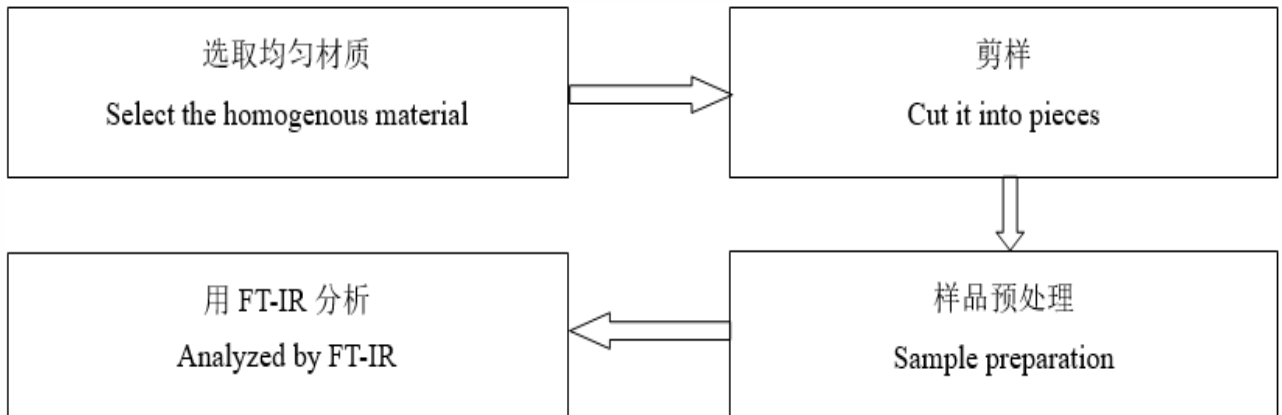 选取均匀材质
Select the homogenous material
剪样
Cut it into pieces
样品预处理
Sample preparation
用 FT-IR 分析
Analyzed by FT-IR